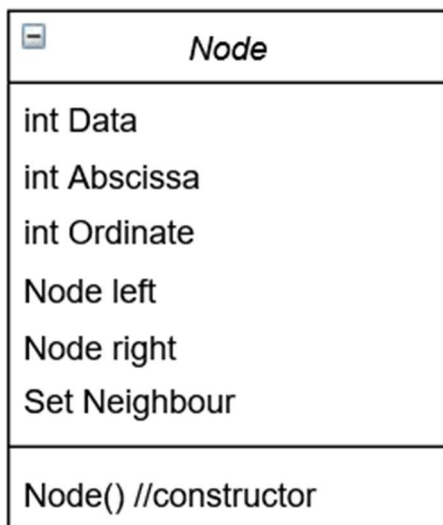 Node
int Data
int Abscissa
int Ordinate
Node left
Node right
Set Neighbour
Node() //constructor